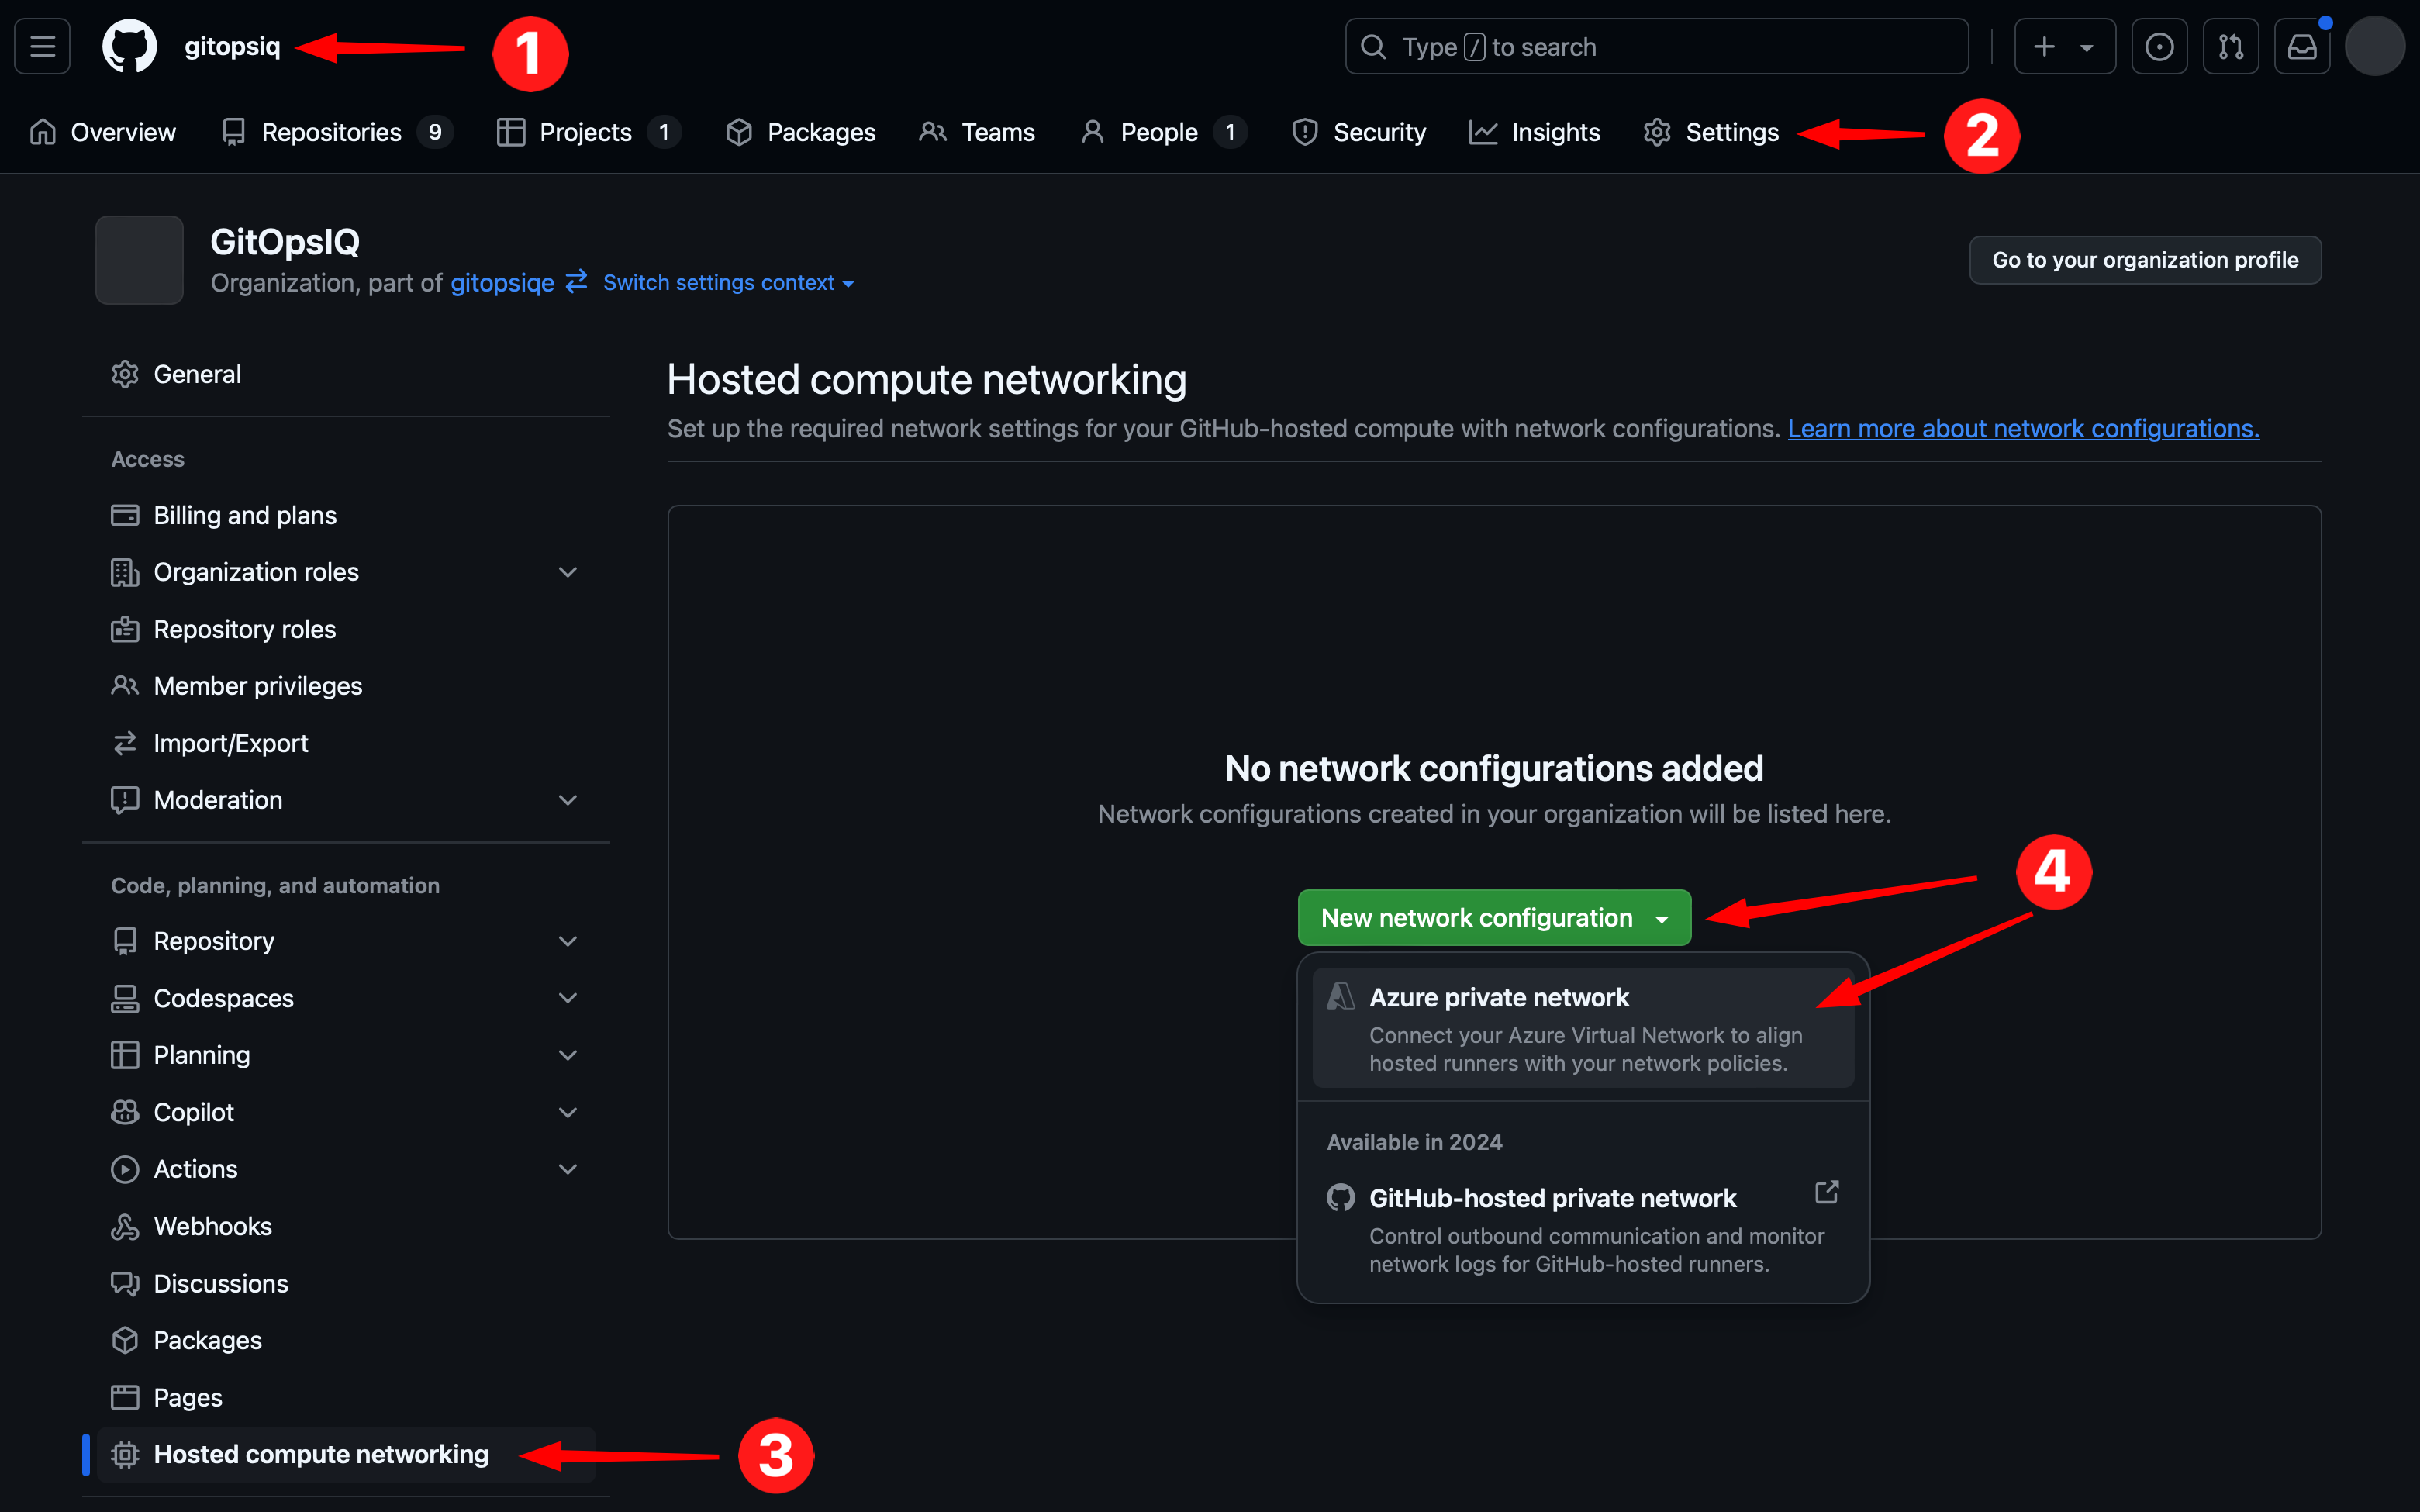 gitopsiq
1
Type / to search
Overview
Repositories 9
Projects 1
Packages
Teams
People 1
Security
Insights
Settings
2
GitOpsIQ
Organization, part of gitopsiqe Switch settings context
Go to your organization profile
General
Access
Billing and plans
Organization roles
Repository roles
Member privileges
Import/Export
Moderation
Code, planning, and automation
Repository
Codespaces
Planning
Copilot
Actions
Webhooks
Discussions
Packages
Pages
Hosted compute networking
3
Hosted compute networking
Set up the required network settings for your GitHub-hosted compute with network configurations. Learn more about network configurations.
No network configurations added
Network configurations created in your organization will be listed here.
4
New network configuration
Azure private network
Connect your Azure Virtual Network to align
hosted runners with your network policies.
Available in 2024
GitHub-hosted private network
Control outbound communication and monitor
network logs for GitHub-hosted runners.